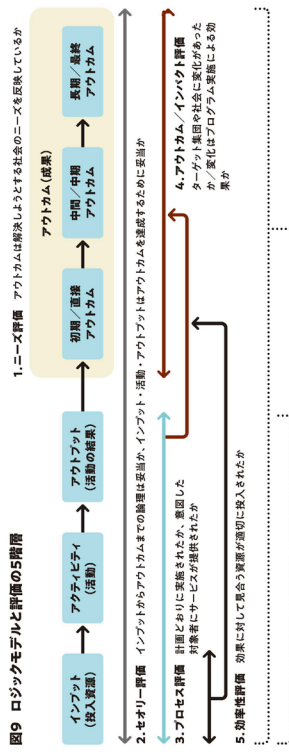 図9 ロジックモデルと評価の5階層
1.ニーズ評価 アウトカムは解決しようとする社会のニーズを反映しているか
アウトカム(成果)
インプット
(投入資源)
アクティビティ
(活動)
アウトプット
(活動の結果)
初期/直接
アウトカム
中間/中期
アウトカム
長期/最終
アウトカム
2.セオリー評価 インプットからアウトカムまでの論理は妥当か、インプット・活動・アウトプットはアウトカムを達成するために妥当か
3.プロセス評価 計画どおりに実施されたか、意図した
対象者にサービスが提供されたか
4.アウトカム/インパクト評価
ターゲット集団や社会に変化があった
か/変化はプログラム実施による効
果か
5.効率性評価 効果に対して見合う資源が適切に投入されたか